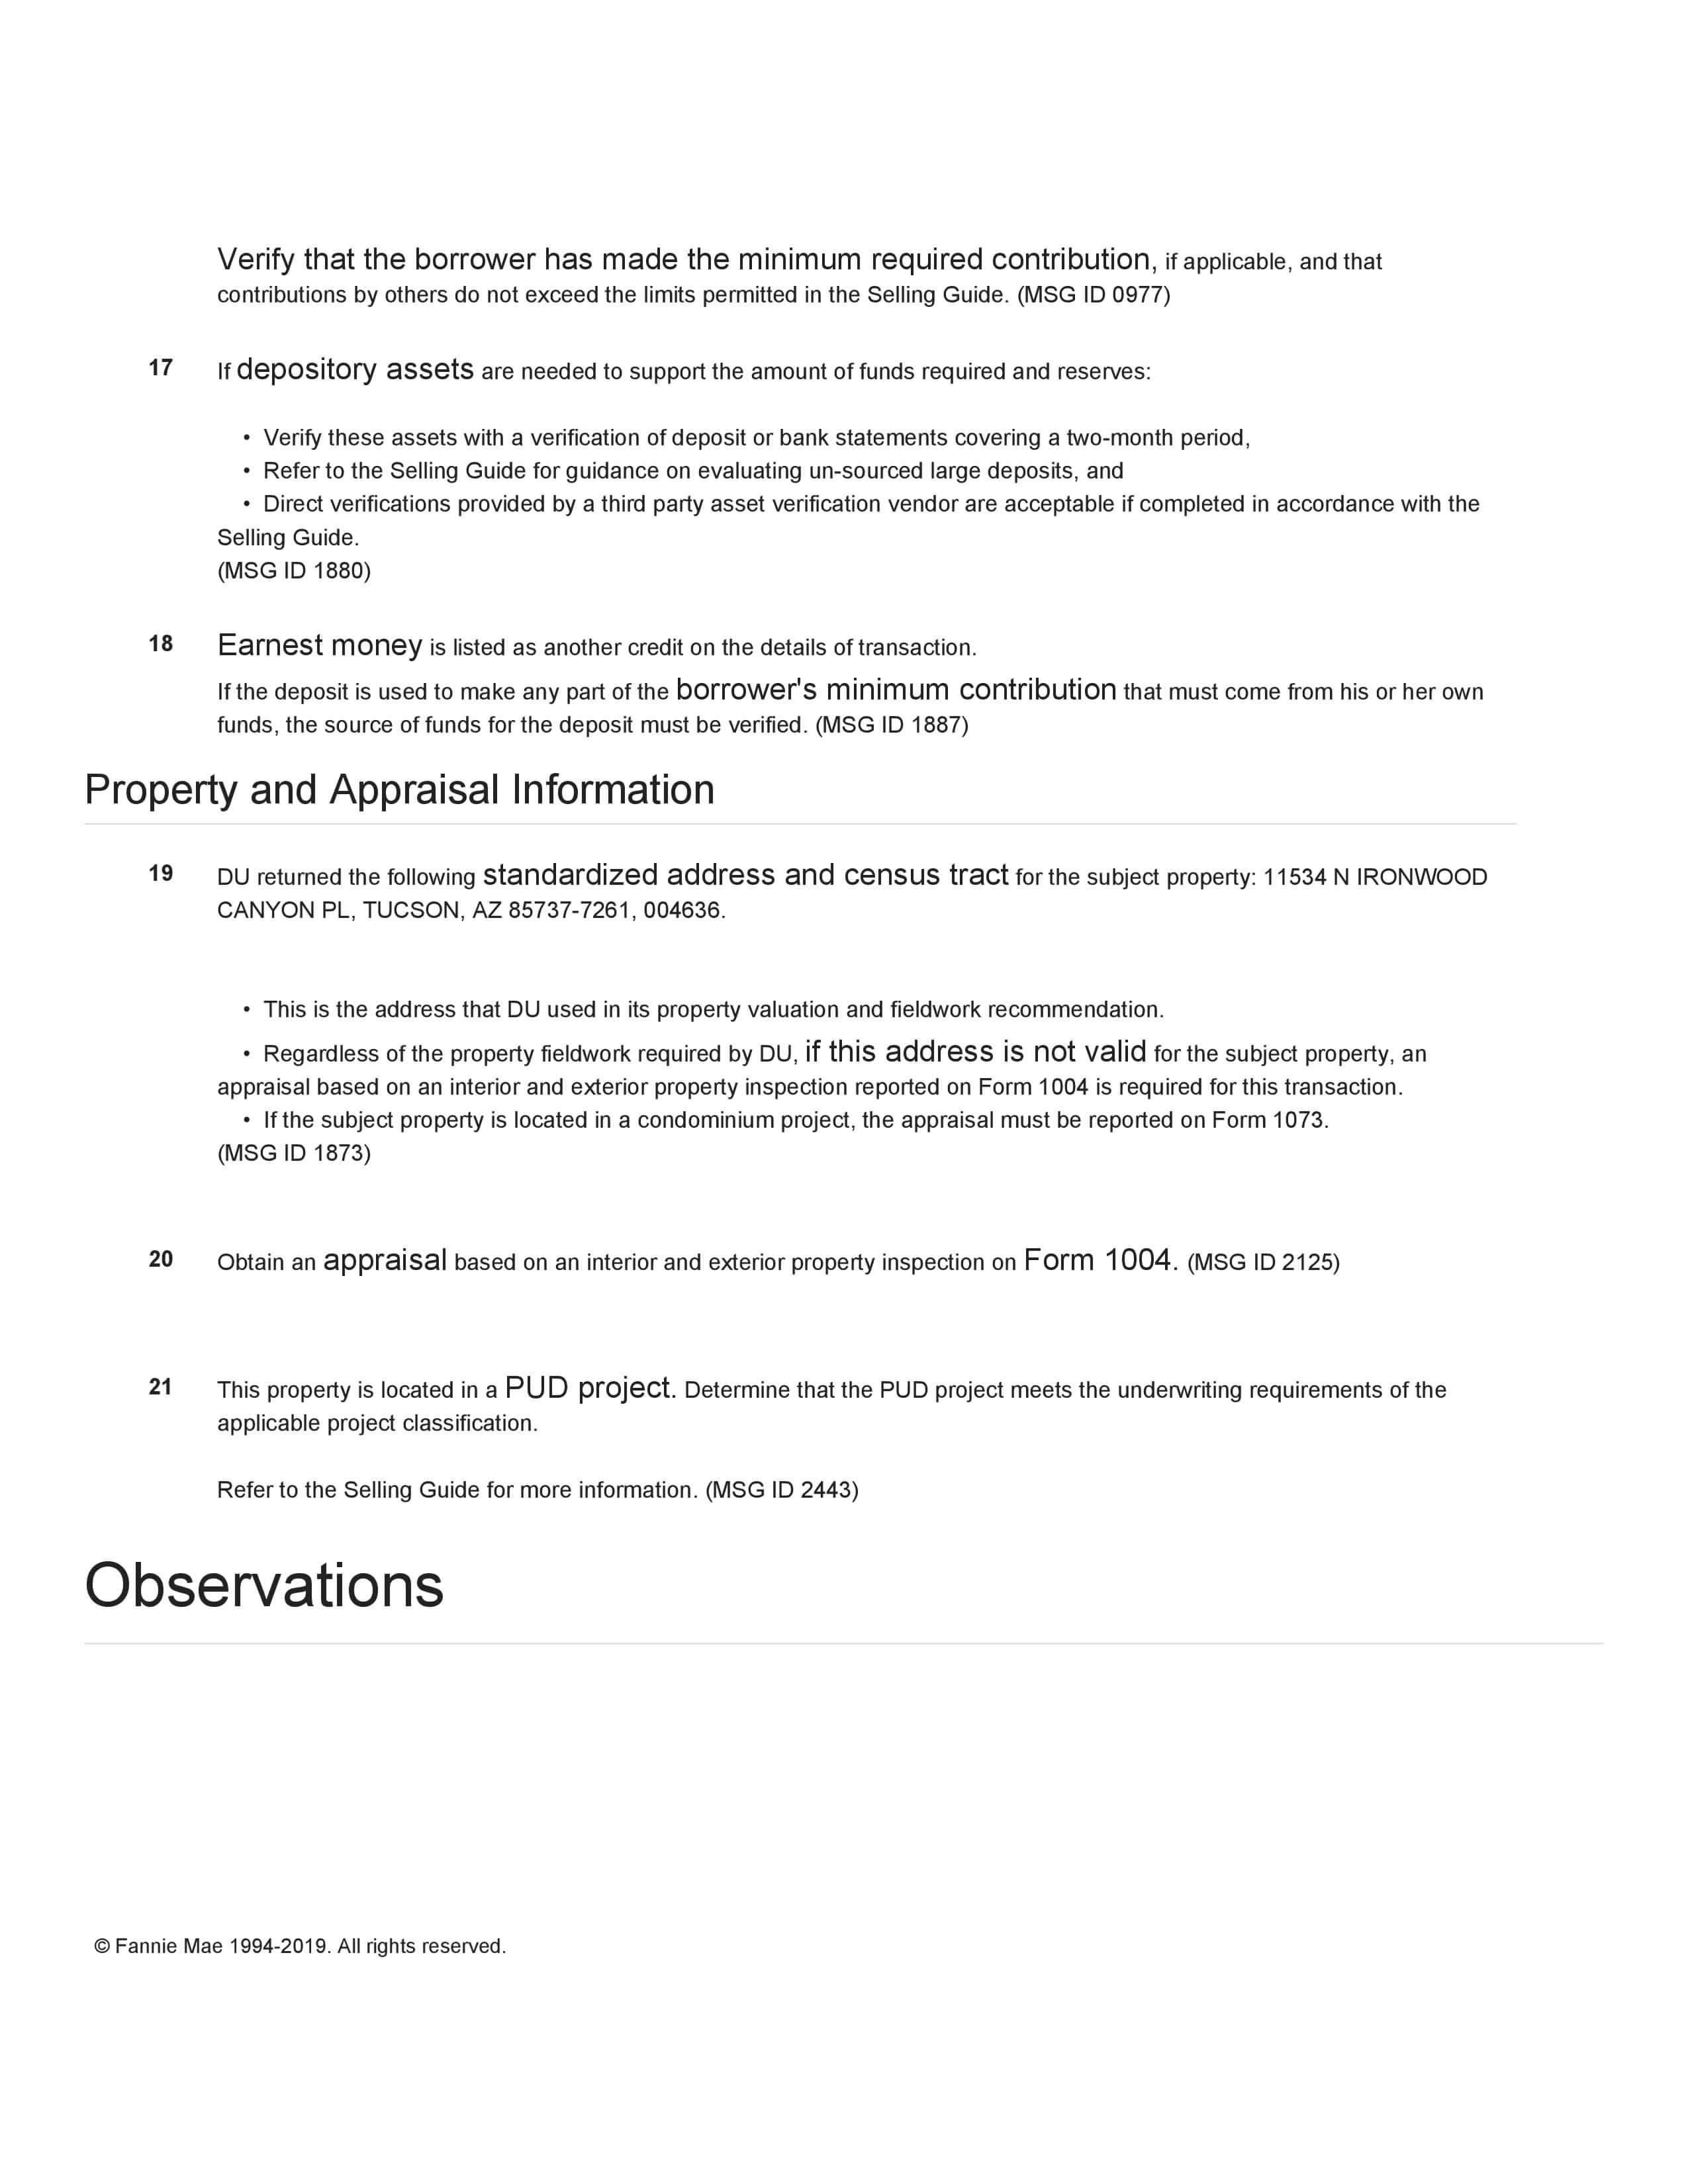 Verify that the borrower has made the minimum required contribution, if applicable, and that
contributions by others do not exceed the limits permitted in the Selling Guide. (MSG ID 0977)
17 If depository assets are needed to support the amount of funds required and reserves:
• Verify these assets with a verification of deposit or bank statements covering a two-month period,
• Refer to the Selling Guide for guidance on evaluating un-sourced large deposits, and
• Direct verifications provided by a third party asset verification vendor are acceptable if completed in accordance with the
Selling Guide.
(MSG ID 1880)
18 Earnest money is listed as another credit on the details of transaction.
If the deposit is used to make any part of the borrower's minimum contribution that must come from his or her own
funds, the source of funds for the deposit must be verified. (MSG ID 1887)
Property and Appraisal Information
19 DU returned the following standardized address and census tract for the subject property: 11534 N IRONWOOD
CANYON PL, TUCSON, AZ 85737-7261, 004636.
• This is the address that DU used in its property valuation and fieldwork recommendation.
• Regardless of the property fieldwork required by DU, if this address is not valid for the subject property, an
appraisal based on an interior and exterior property inspection reported on Form 1004 is required for this transaction.
• If the subject property is located in a condominium project, the appraisal must be reported on Form 1073.
(MSG ID 1873)
20 Obtain an appraisal based on an interior and exterior property inspection on Form 1004. (MSG ID 2125)
21 This property is located in a PUD project. Determine that the PUD project meets the underwriting requirements of the
applicable project classification.
Refer to the Selling Guide for more information. (MSG ID 2443)
Observations
© Fannie Mae 1994-2019. All rights reserved.